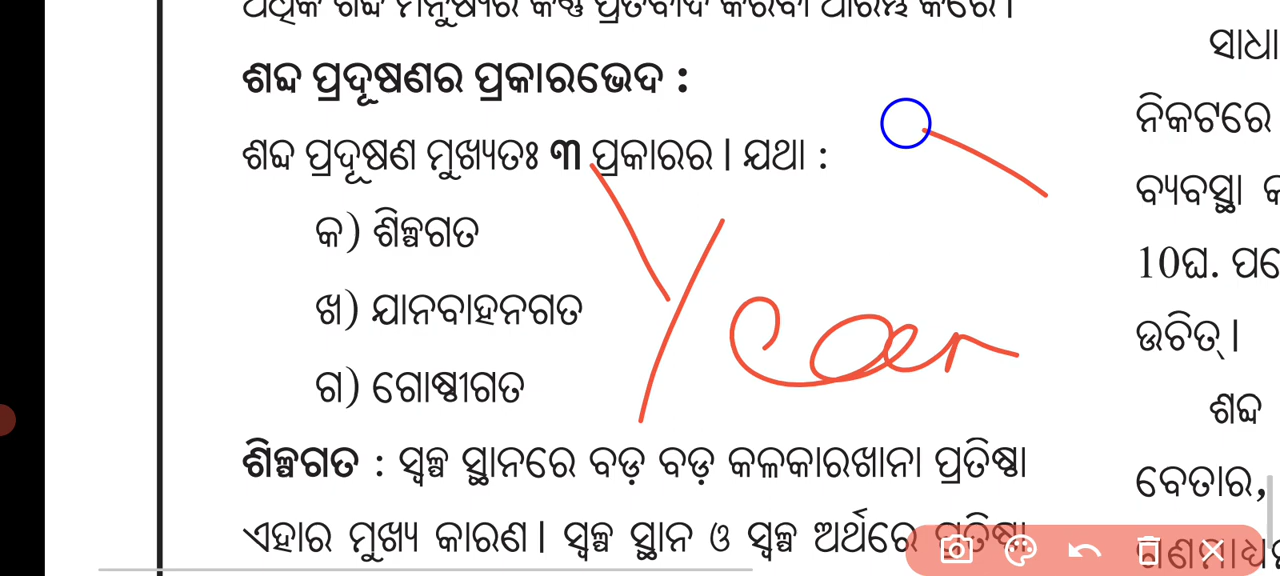 ଶବ୍ଦ ପ୍ରଦୂଷଣର ପ୍ରକାରଭେଦ :
ଶବ୍ଦ ପ୍ରଦୂଷଣ ମୁଖ୍ୟତଃ ୩ ପ୍ରକାରର । ଯଥା :
କ) ଶିଳ୍ପଗତ
ଖ) ଯାନବାହନଗତ
ଗ) ଗୋଷ୍ଠୀଗତ
ଶିଳ୍ପଗତ : ସ୍ୱଳ୍ପ ସ୍ଥାନରେ ବଡ଼ ବଡ଼ କଳକାରଖାନା ପ୍ରତିଷ୍ଠା
ଏହାର ମୁଖ୍ୟ କାରଣ । ସ୍ୱଳ୍ପ ସ୍ଥାନ ଓ ସ୍ୱଳ୍ପ ଅର୍ଥରେ ପ୍ରତିଷ୍ଠା
Year
ସାଧା
ନିକଟରେ
ବ୍ୟବସ୍ଥା
10ଘ.
ଉଚିତ୍ ।
ଶବ୍ଦ
ବେତାର,